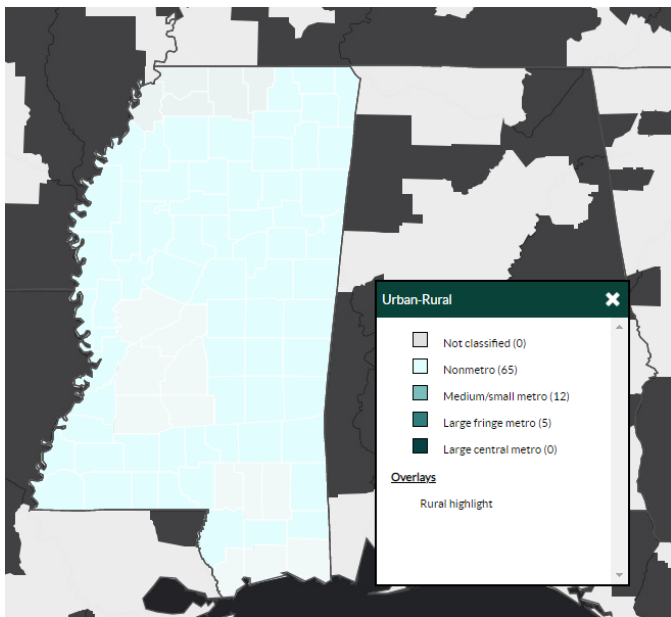 Urban-Rural
Not classified (0)
Nonmetro (65)
Medium/small metro (12)
Large fringe metro (5)
Large central metro (0)
Overlays
Rural highlight